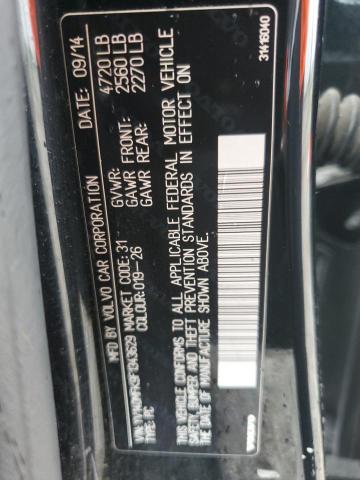 MFD BY VOLVO CAR CORPORATION DATE: 09/14
GVWR: 4720 LB
GAWR FRONT: 2560 LB
GAWR REAR: 2270 LB
MARKET CODE: 31
TYPE: PC COLOUR: 019-26
THIS VEHICLE CONFORMS TO ALL APPLICABLE FEDERAL MOTOR VEHICLE
SAFETY, BUMPER AND THEFT PREVENTION STANDARDS IN EFFECT ON
THE DATE OF MANUFACTURE SHOWN ABOVE.
31416040